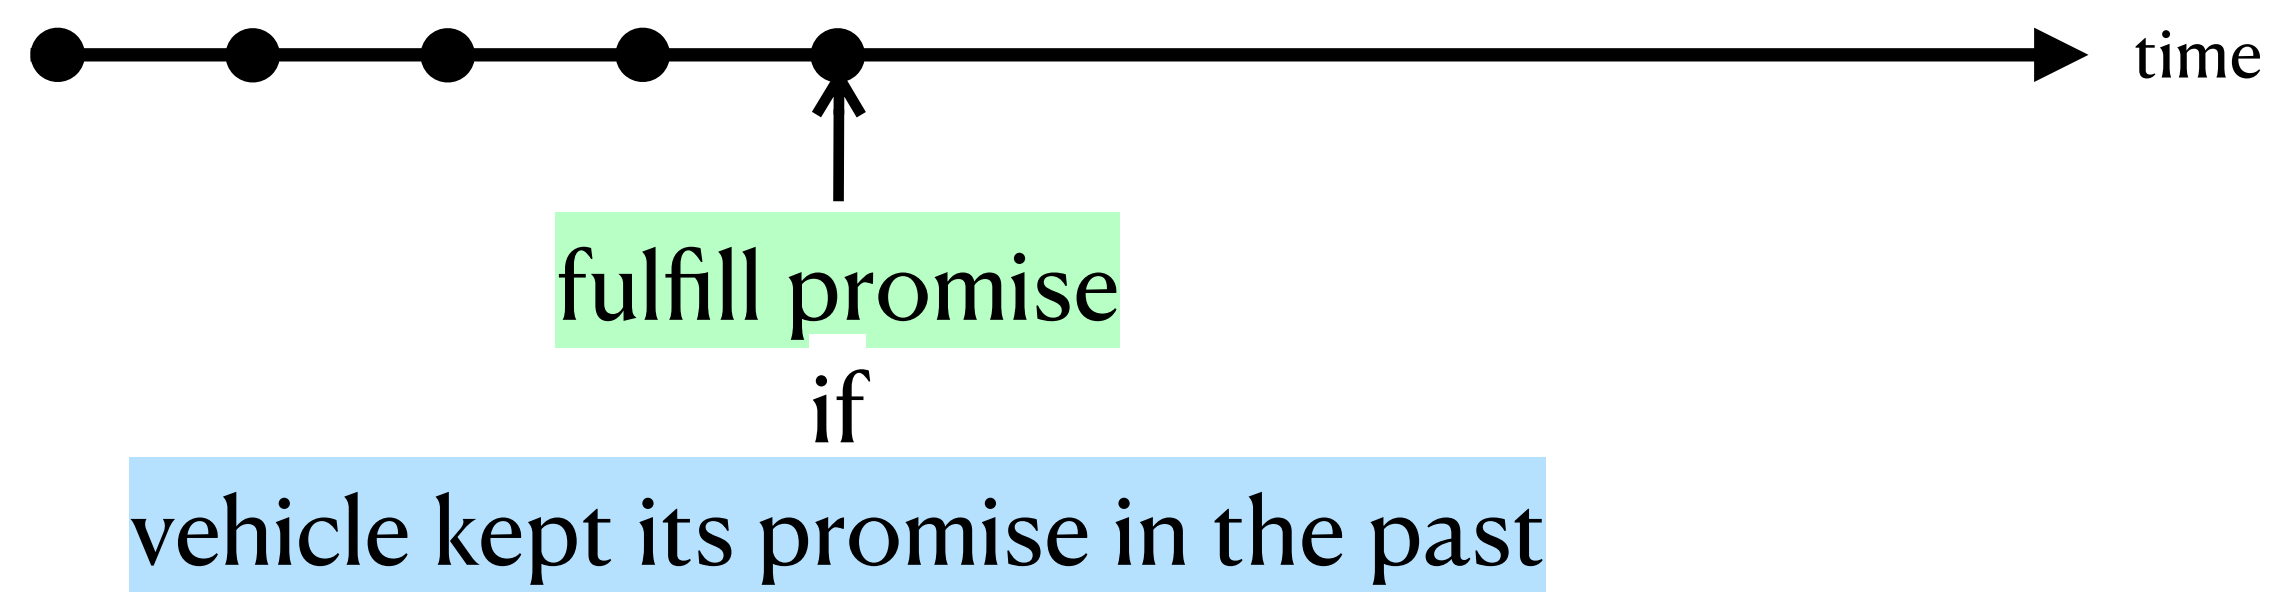 time
fulfill promise
if
vehicle kept its promise in the past